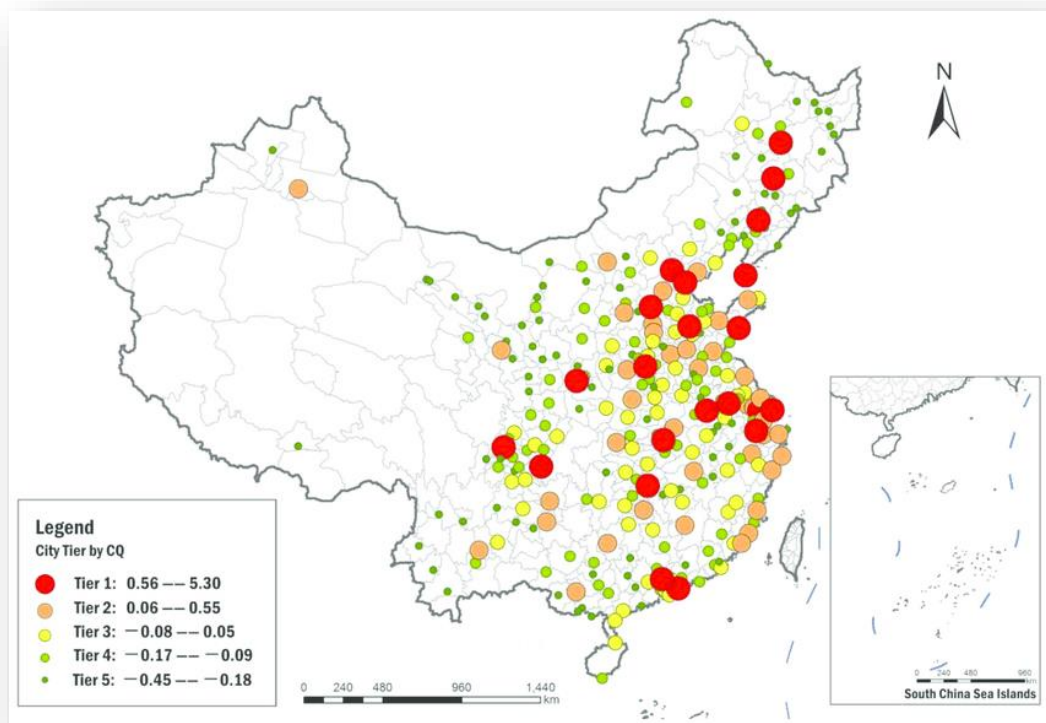 N
Legend
City Tier by CQ
Tier 1: 0.56 —— 5.30
Tier 2: 0.06 —— 0.55
Tier 3: —0.08 —— 0.05
Tier 4: —0.17 —— —0.09
Tier 5: —0.45 —— —0.18
0 240 480 960 1,440
km
0 240 480 960
km
South China Sea Islands